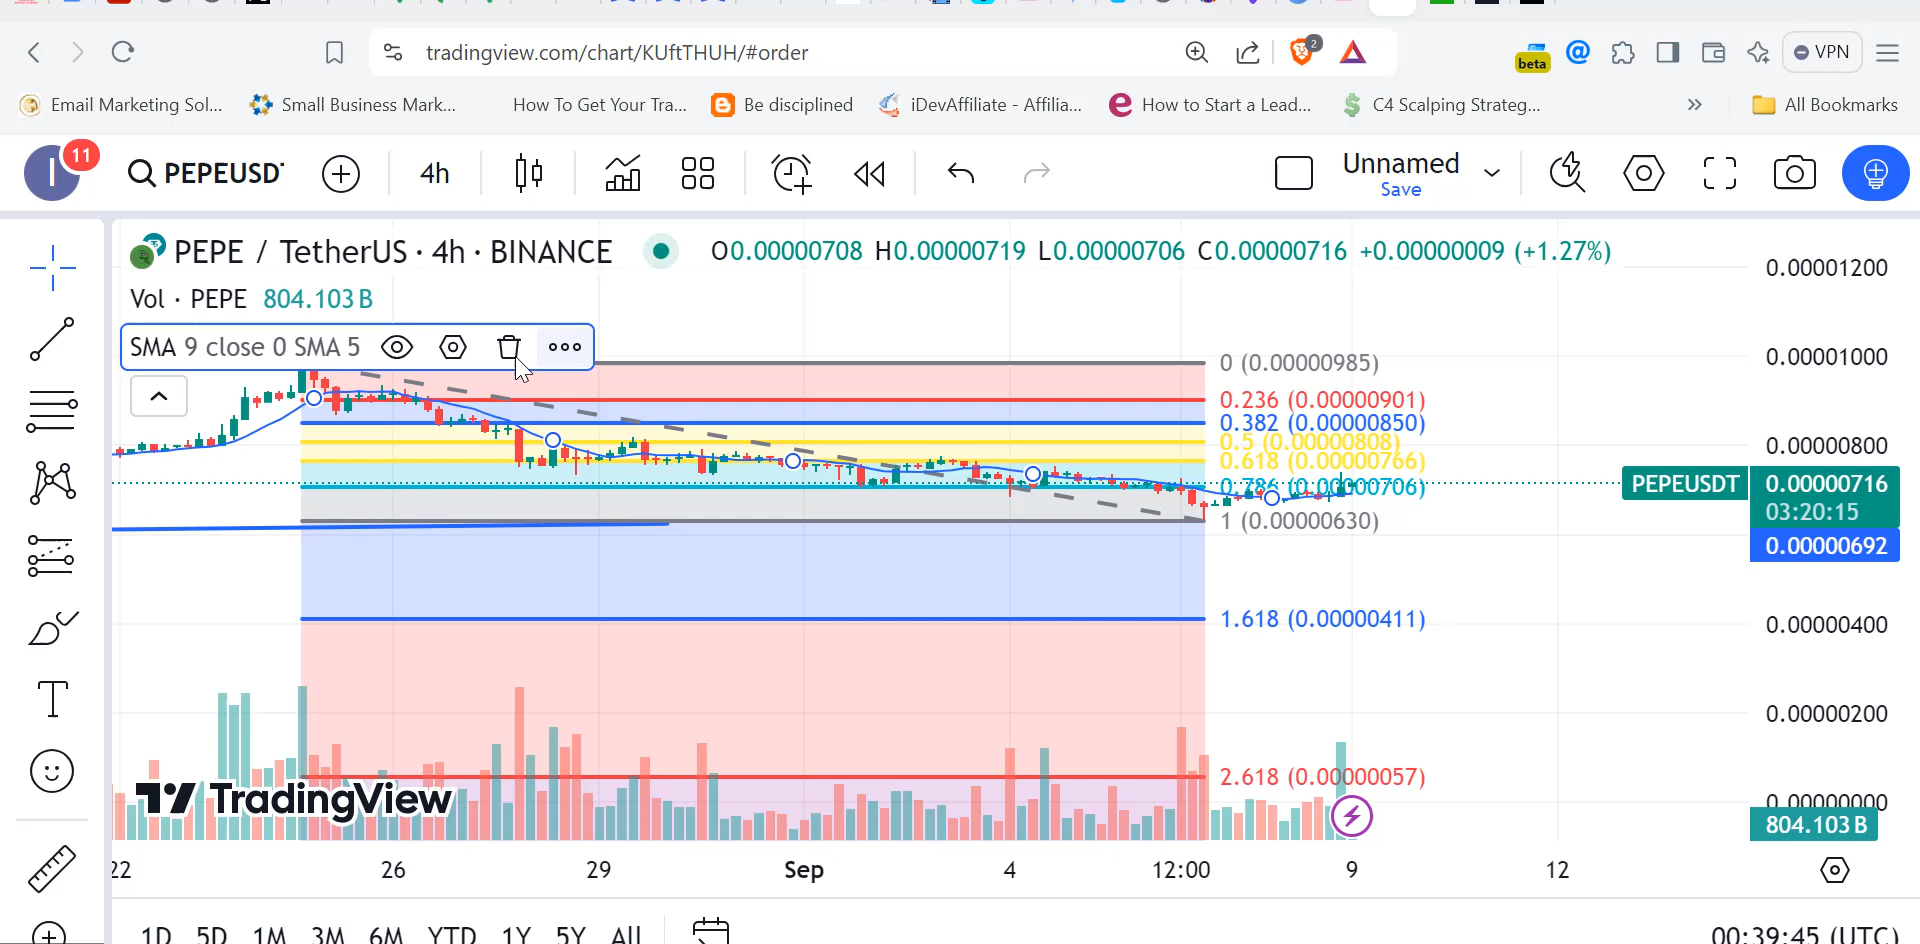 tradingview.com/chart/KUftTHUH/#order
2
beta
VPN
Email Marketing Sol...
Small Business Mark...
How To Get Your Tra...
Be disciplined
iDevAffiliate - Affilia...
How to Start a Lead...
C4 Scalping Strateg...
All Bookmarks
I
11
PEPEUSDT
4h
Unnamed
Save
PEPE / TetherUS · 4h · BINANCE
O0.00000708 H0.00000719 L0.00000706 C0.00000716 +0.00000009 (+1.27%)
Vol · PEPE 804.103 B
SMA 9 close 0 SMA 5
0 (0.00000985)
0.236 (0.00000901)
0.382 (0.00000850)
0.5 (0.00000808)
0.618 (0.00000766)
0.786 (0.00000706)
1 (0.00000630)
1.618 (0.00000411)
2.618 (0.00000057)
0.00001200
0.00001000
0.00000800
PEPEUSDT
0.00000716
03:20:15
0.00000692
0.00000400
0.00000200
0.00000000
804.103 B
TradingView
22
26
29
Sep
4
12:00
9
12
1D 5D 1M 3M 6M YTD 1Y 5Y All
00:39:45 (UTC)